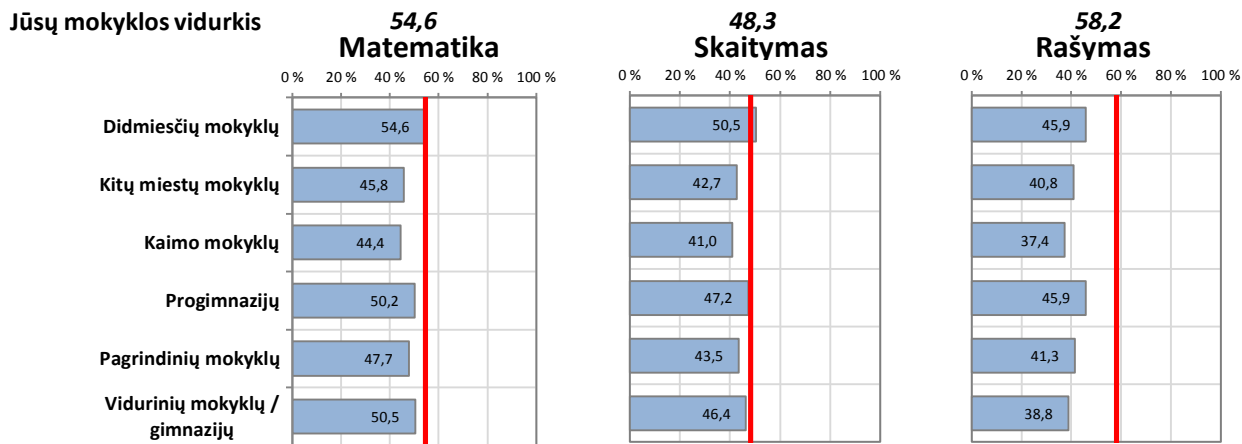 Jūsų mokyklos vidurkis 54,6 48,3 58,2
Matematika Skaitymas Rašymas
0 % 20 % 40 % 60 % 80 % 100 % 0 % 20 % 40 % 60 % 80 % 100 % 0 % 20 % 40 % 60 % 80 % 100 %
Didmiesčių mokyklų 54,6 50,5 45,9
Kitų miestų mokyklų 45,8 42,7 40,8
Kaimo mokyklų 44,4 41,0 37,4
Progimnazijų 50,2 47,2 45,9
Pagrindinių mokyklų 47,7 43,5 41,3
Vidurinių mokyklų /
gimnazijų 50,5 46,4 38,8